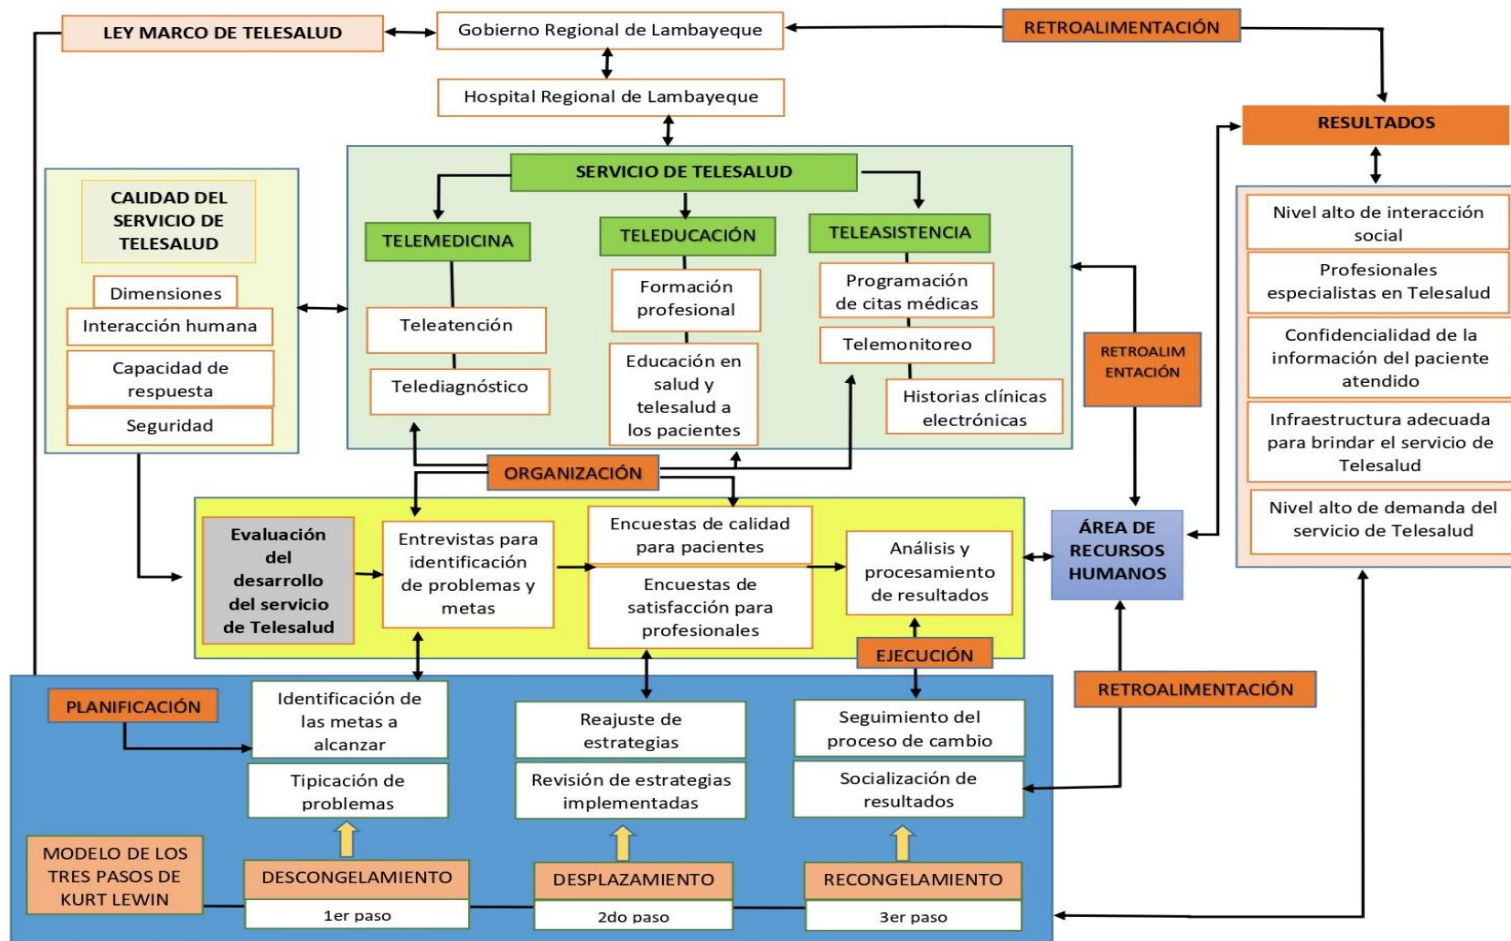 LEY MARCO DE TELESALUD
Gobierno Regional de Lambayeque
RETROALIMENTACIÓN
Hospital Regional de Lambayeque
RESULTADOS
CALIDAD DEL
SERVICIO DE
TELESALUD
Dimensiones
Interacción humana
Capacidad de
respuesta
Seguridad
SERVICIO DE TELESALUD
TELEMEDICINA
Teleatención
Telediagnóstico
TELEDUCACIÓN
Formación
profesional
Educación en
salud y
telesalud a
los pacientes
TELEASISTENCIA
Programación
de citas médicas
Telemonitoreo
Historias clínicas
electrónicas
RETROALIM
ENTACIÓN
Nivel alto de interacción
social
Profesionales
especialistas en Telesalud
Confidencialidad de la
información del paciente
atendido
Infraestructura adecuada
para brindar el servicio de
Telesalud
Nivel alto de demanda del
servicio de Telesalud
ORGANIZACIÓN
Evaluación
del
desarrollo
del servicio
de Telesalud
Entrevistas para
identificación
de problemas y
metas
Encuestas de calidad
para pacientes
Encuestas de
satisfacción para
profesionales
Análisis y
procesamiento
de resultados
ÁREA DE
RECURSOS
HUMANOS
EJECUCIÓN
RETROALIMENTACIÓN
PLANIFICACIÓN
Identificación de
las metas a
alcanzar
Tipicación de
problemas
Reajuste de
estrategias
Revisión de estrategias
implementadas
Seguimiento del
proceso de cambio
Socialización de
resultados
MODELO DE LOS
TRES PASOS DE
KURT LEWIN
DESCONGELAMIENTO
1er paso
DESPLAZAMIENTO
2do paso
RECONGELAMIENTO
3er paso